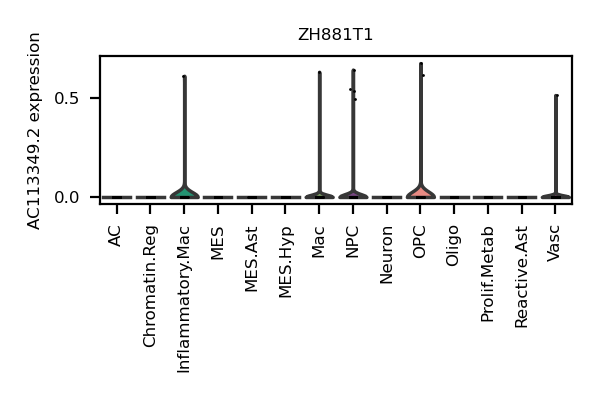 ZH881T1
AC113349.2 expression
0.5
0.0
AC
Chromatin.Reg
Inflammatory.Mac
MES
MES.Ast
MES.Hyp
Mac
NPC
Neuron
OPC
Oligo
Prolif.Metab
Reactive.Ast
Vasc